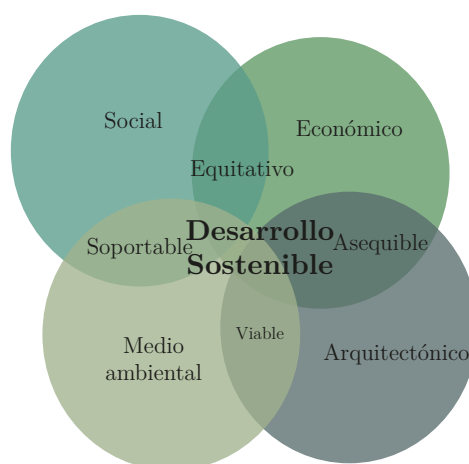 Social
Económico
Equitativo
Desarrollo
Sostenible
Soportable
Asequible
Viable
Medio
ambiental
Arquitectónico